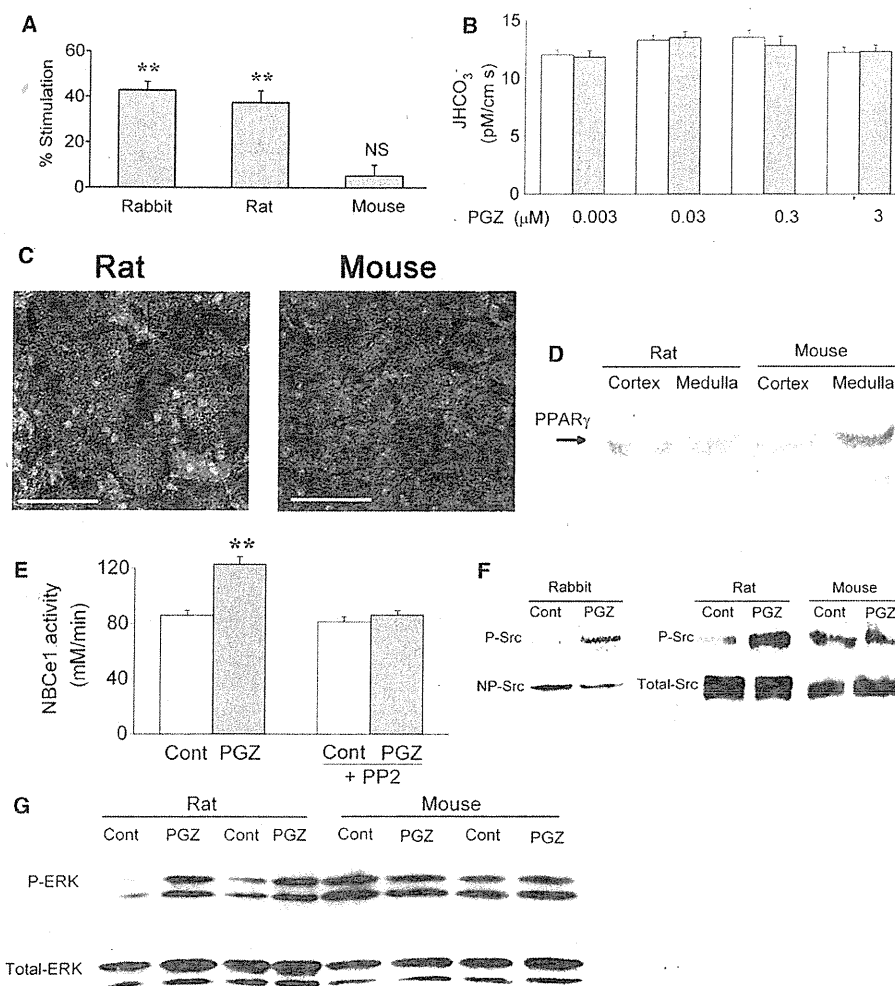 A
60
40
20
0
% Stimulation
**
**
NS
Rabbit Rat Mouse
B
15
10
5
0
JHCO3-
(pM/cm s)
PGZ (μM) 0.003 0.03 0.3 3
C
Rat Mouse
D
Rat Mouse
Cortex Medulla Cortex Medulla
PPARγ
E
120
80
40
0
NBCe1 activity
(mM/min)
**
Cont PGZ Cont PGZ
+ PP2
F
Rabbit Rat Mouse
Cont PGZ Cont PGZ Cont PGZ
P-Src P-Src
NP-Src Total-Src
G
Rat Mouse
Cont PGZ Cont PGZ Cont PGZ Cont PGZ
P-ERK
Total-ERK